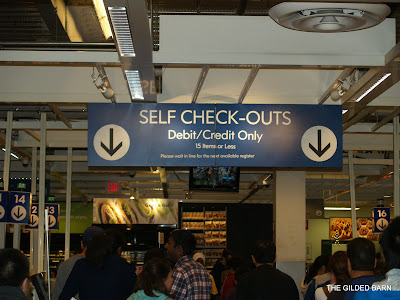 SELF CHECK-OUTS
Debit/Credit Only
15 Items or Less
Please wait in line for the next available register
14
16
THE GILDED BARN